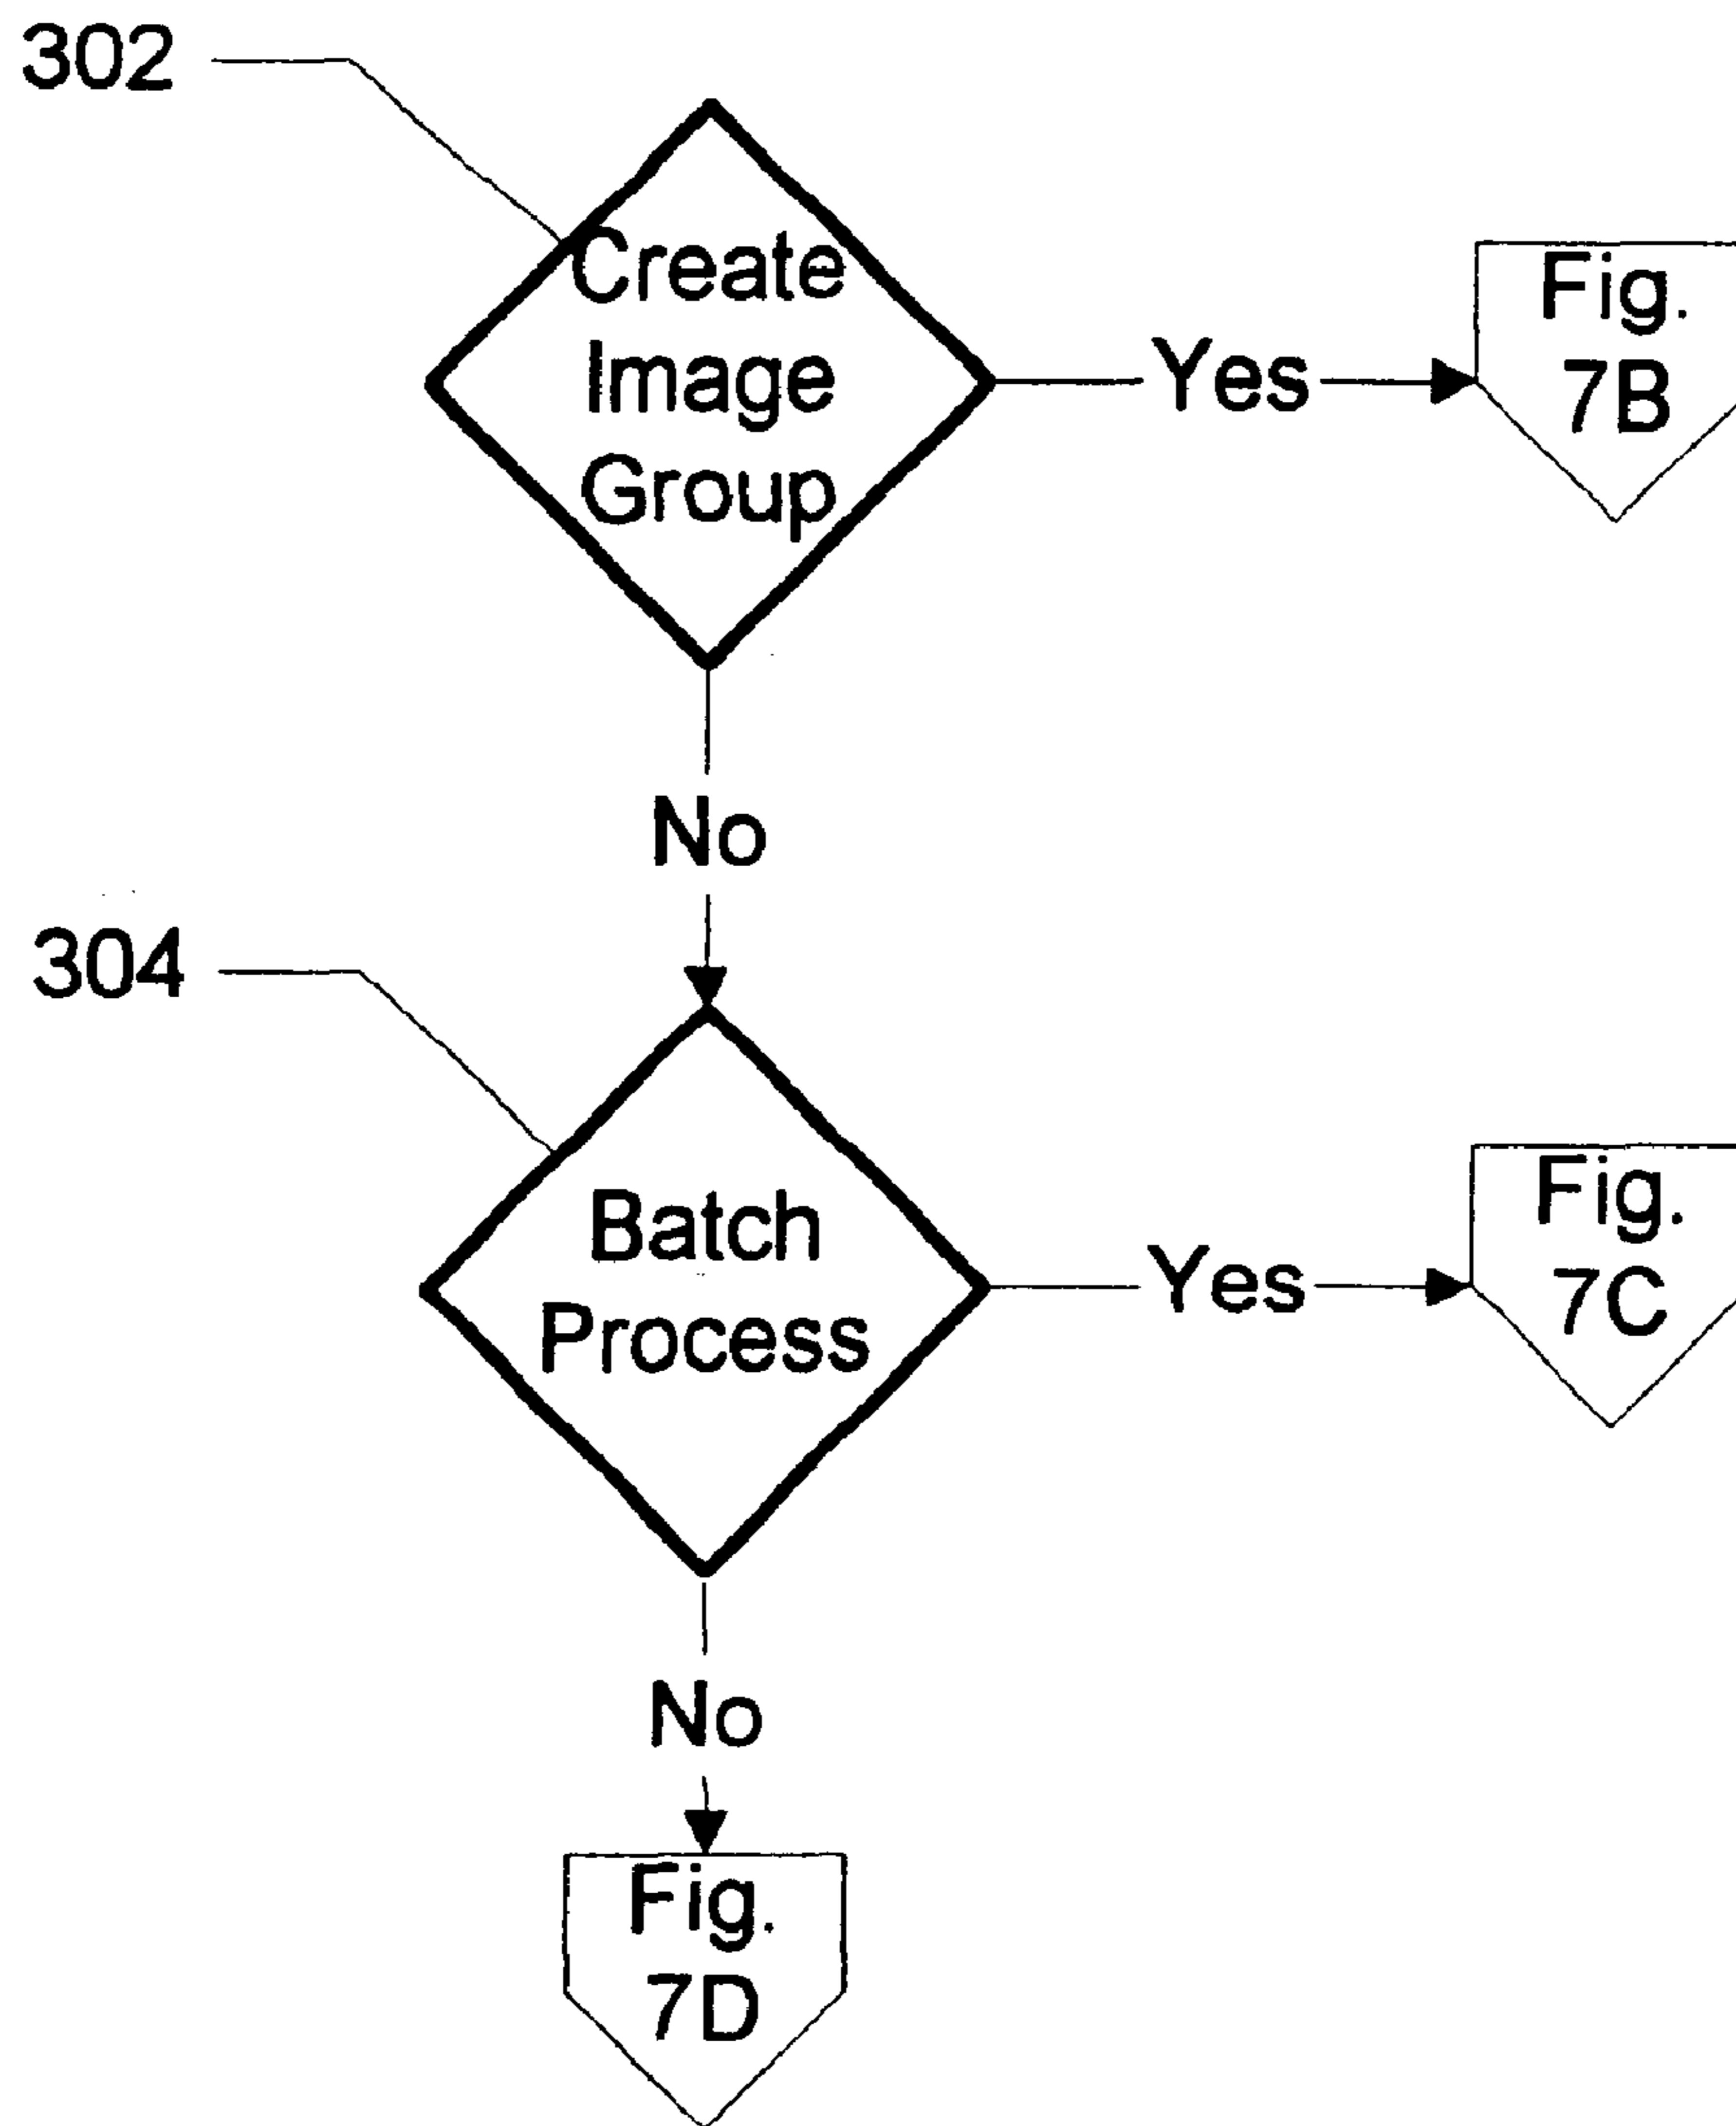 302
Create
Image
Group
Yes
Fig.
7B
No
304
Batch
Process
Yes
Fig.
7C
No
Fig.
7D